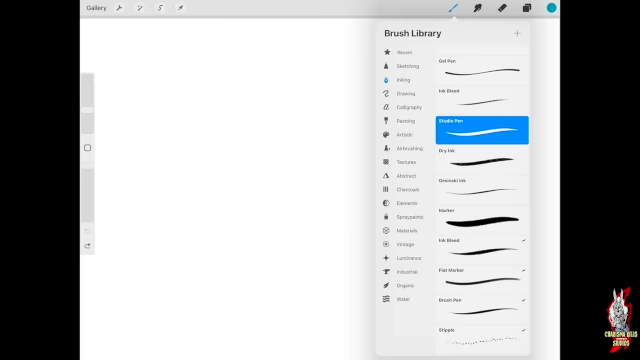 Gallery
Brush Library
Recent
Sketching
Inking
Drawing
Calligraphy
Painting
Artistic
Airbrushing
Textures
Abstract
Charcoals
Elements
Spraypaints
Materials
Vintage
Luminance
Industrial
Organic
Water
Gel Pen
Ink Bleed
Studio Pen
Dry Ink
Gesinski Ink
Marker
Ink Bleed
Flat Marker
Brush Pen
Stipple
STUDIOS